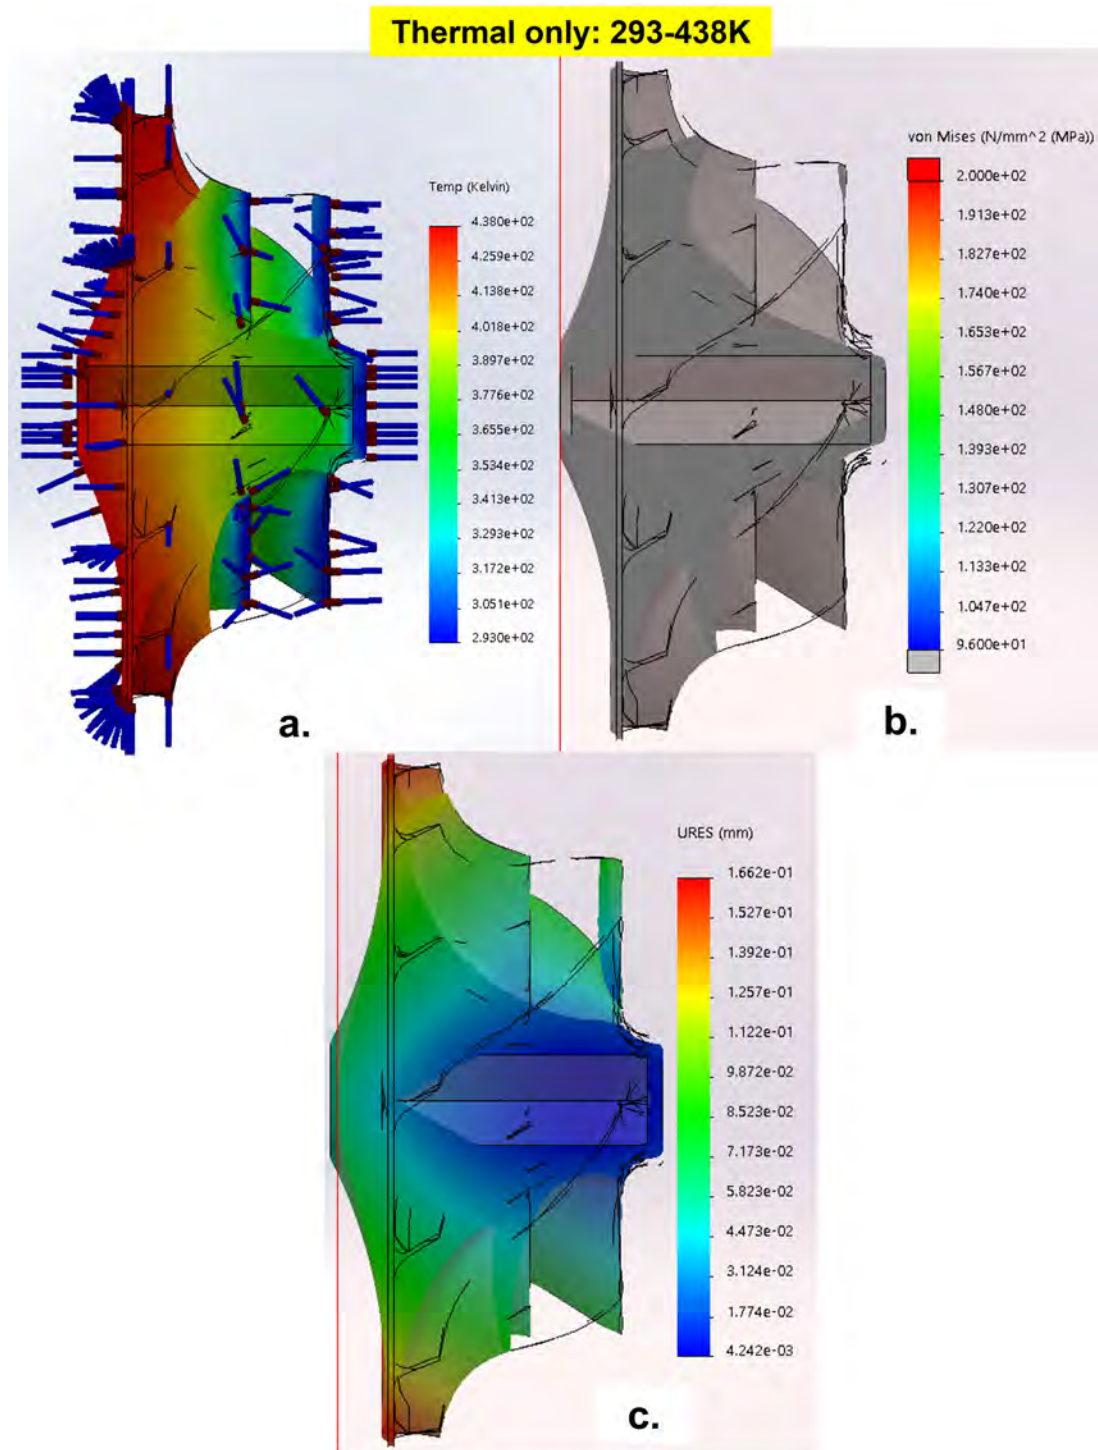 Thermal only: 293-438K
Temp (Kelvin)
4.380e+02
4.259e+02
4.138e+02
4.018e+02
3.897e+02
3.776e+02
3.655e+02
3.534e+02
3.413e+02
3.293e+02
3.172e+02
3.051e+02
2.930e+02
a.
von Mises (N/mm^2 (MPa))
2.000e+02
1.913e+02
1.827e+02
1.740e+02
1.653e+02
1.567e+02
1.480e+02
1.393e+02
1.307e+02
1.220e+02
1.133e+02
1.047e+02
9.600e+01
b.
URES (mm)
1.662e-01
1.527e-01
1.392e-01
1.257e-01
1.122e-01
9.872e-02
8.523e-02
7.173e-02
5.823e-02
4.473e-02
3.124e-02
1.774e-02
4.242e-03
c.